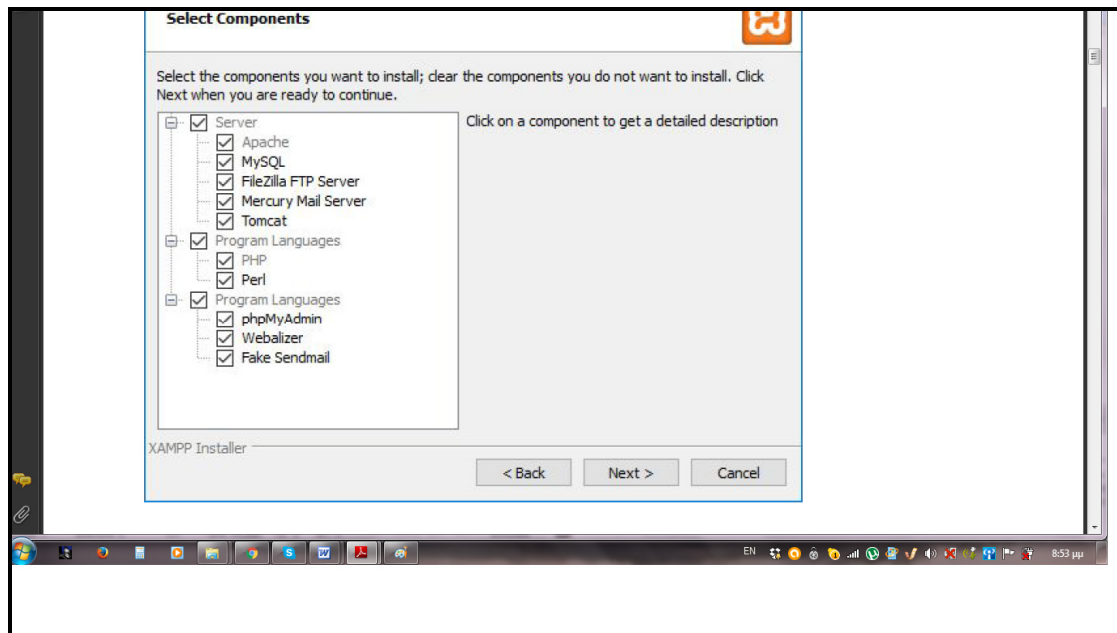 Select Components
Select the components you want to install; clear the components you do not want to install. Click
Next when you are ready to continue.
Server
Apache
MySQL
FileZilla FTP Server
Mercury Mail Server
Tomcat
Program Languages
PHP
Perl
Program Languages
phpMyAdmin
Webalizer
Fake Sendmail
Click on a component to get a detailed description
XAMPP Installer
< Back
Next >
Cancel
EN
8:53 μμ